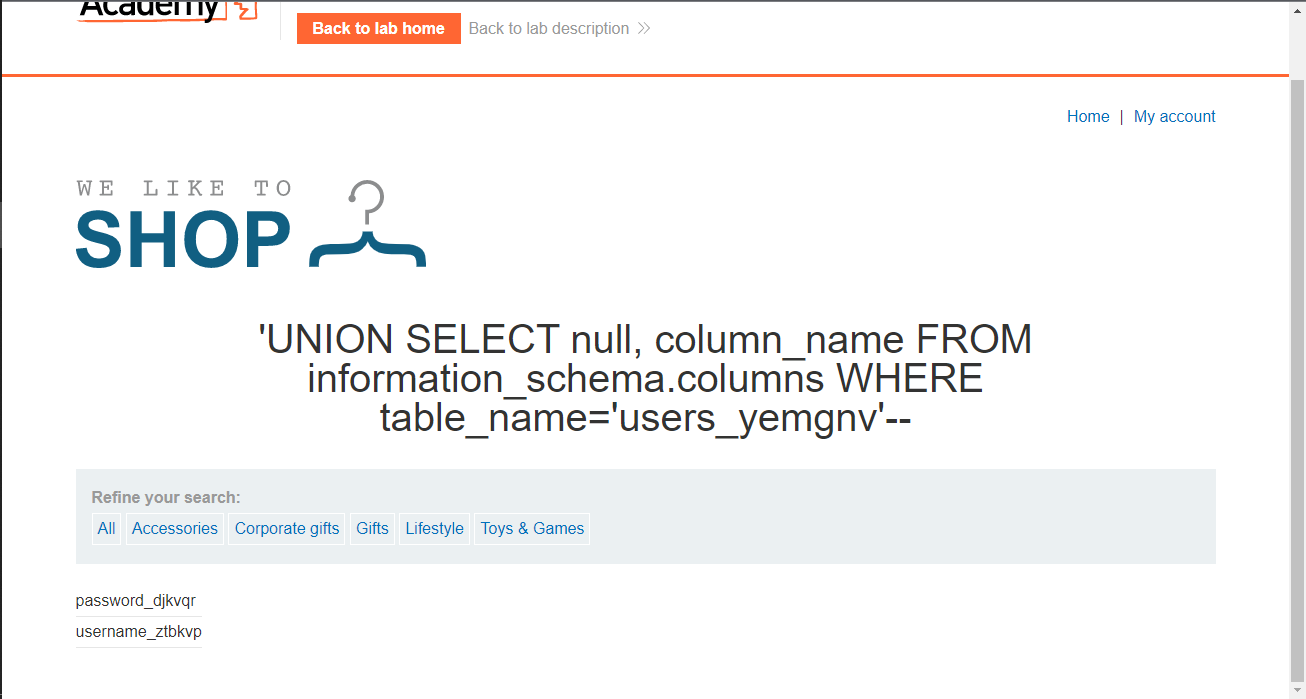 Academy
Back to lab home Back to lab description
Home | My account
WE LIKE TO
SHOP
'UNION SELECT null, column_name FROM
information_schema.columns WHERE
table_name='users_yemgnv'--
Refine your search:
All Accessories Corporate gifts Gifts Lifestyle Toys & Games
password_djkvqr
username_ztbkvp